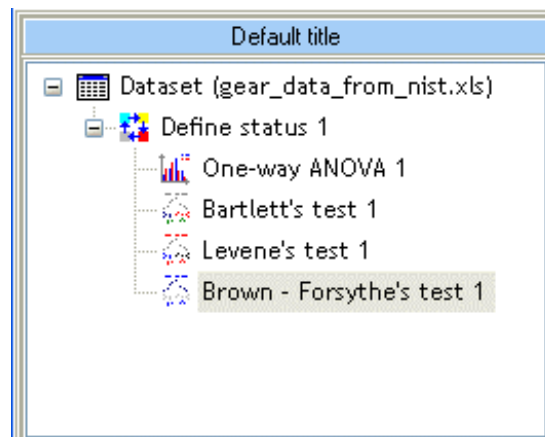 Default title
Dataset (gear_data_from_nist.xls)
Define status 1
One-way ANOVA 1
Bartlett's test 1
Levene's test 1
Brown - Forsythe's test 1